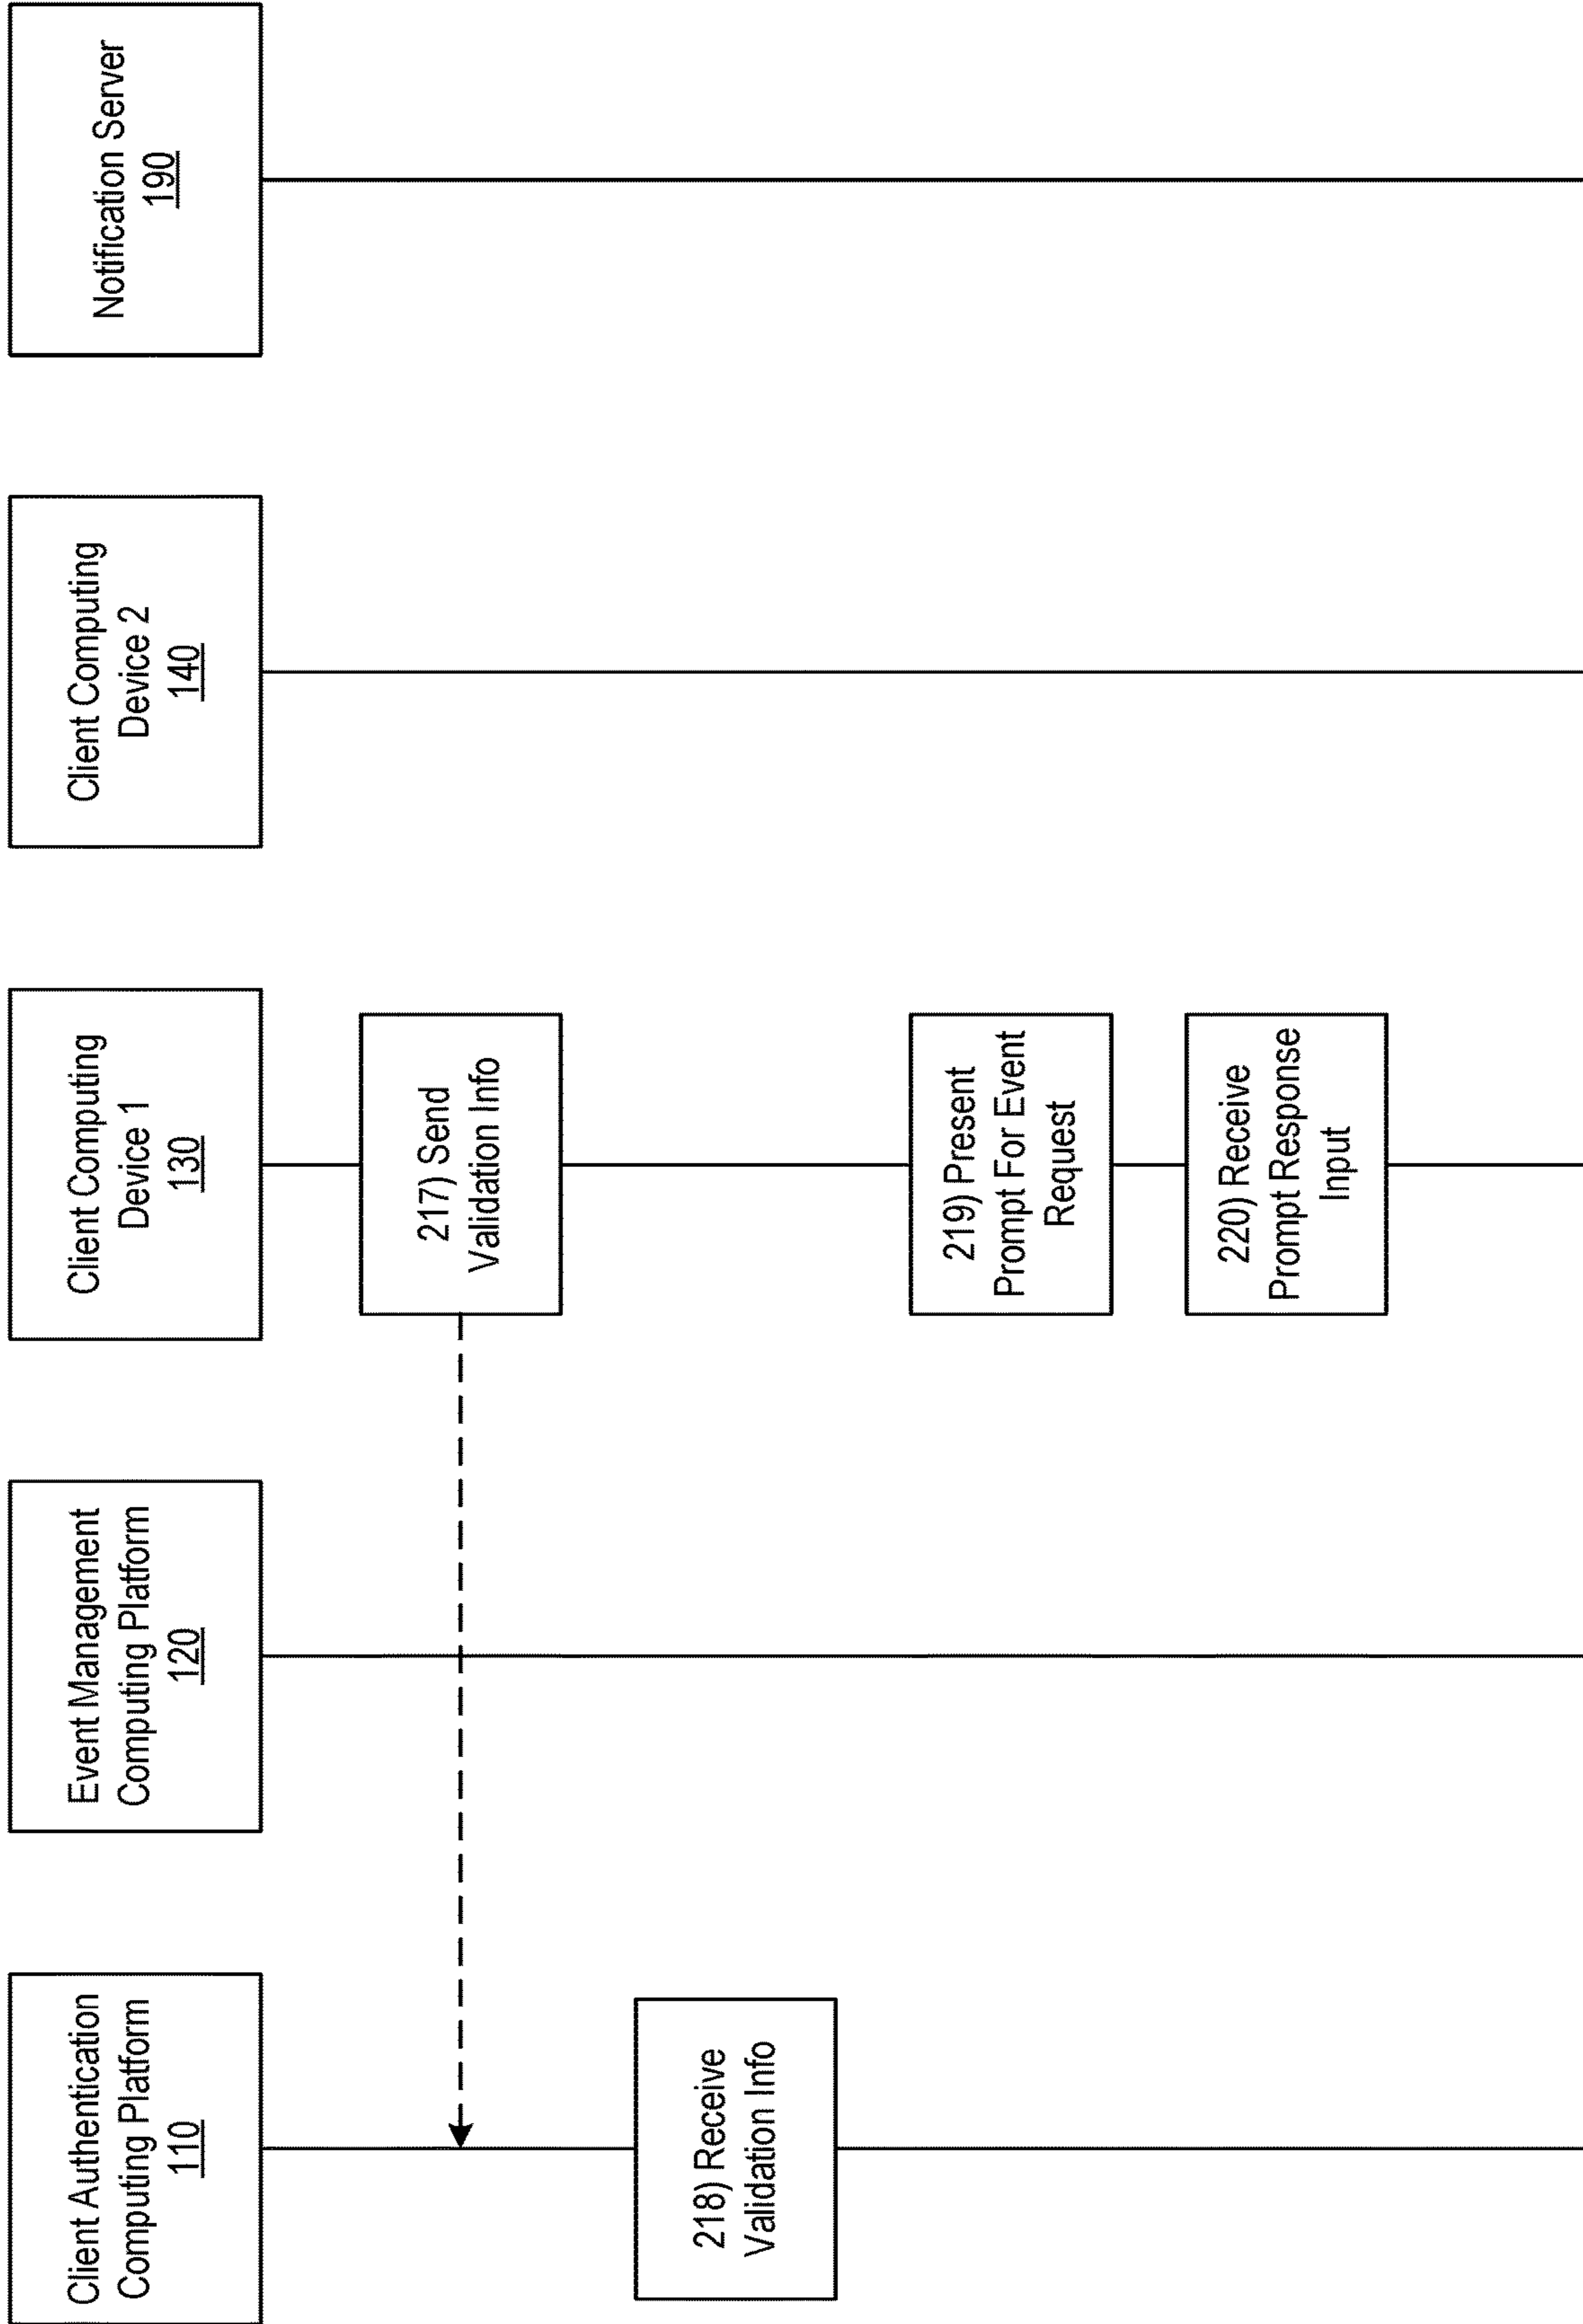 Client Authentication
Computing Platform
110
Event Management
Computing Platform
120
Client Computing
Device 1
130
Client Computing
Device 2
140
Notification Server
190
217) Send
Validation Info
218) Receive
Validation Info
219) Present
Prompt For Event
Request
220) Receive
Prompt Response
Input